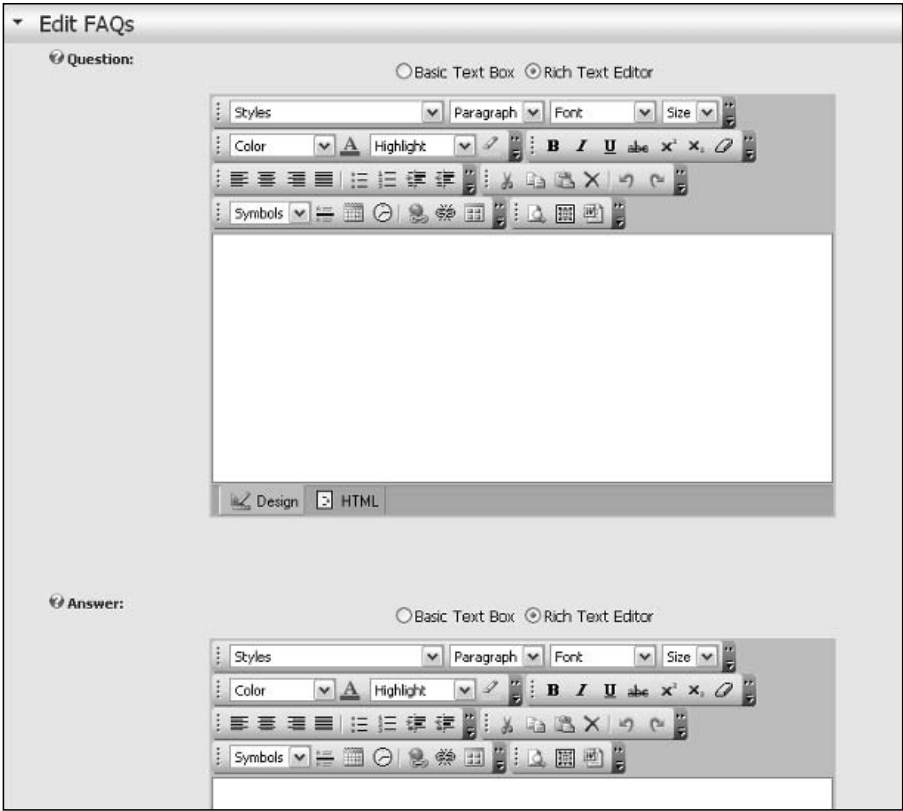 Edit FAQs
Question:
Basic Text Box Rich Text Editor
Styles Paragraph Font Size
Color A Highlight B I U abc x² x₂
Symbols
Design HTML
Answer:
Basic Text Box Rich Text Editor
Styles Paragraph Font Size
Color A Highlight B I U abc x² x₂
Symbols